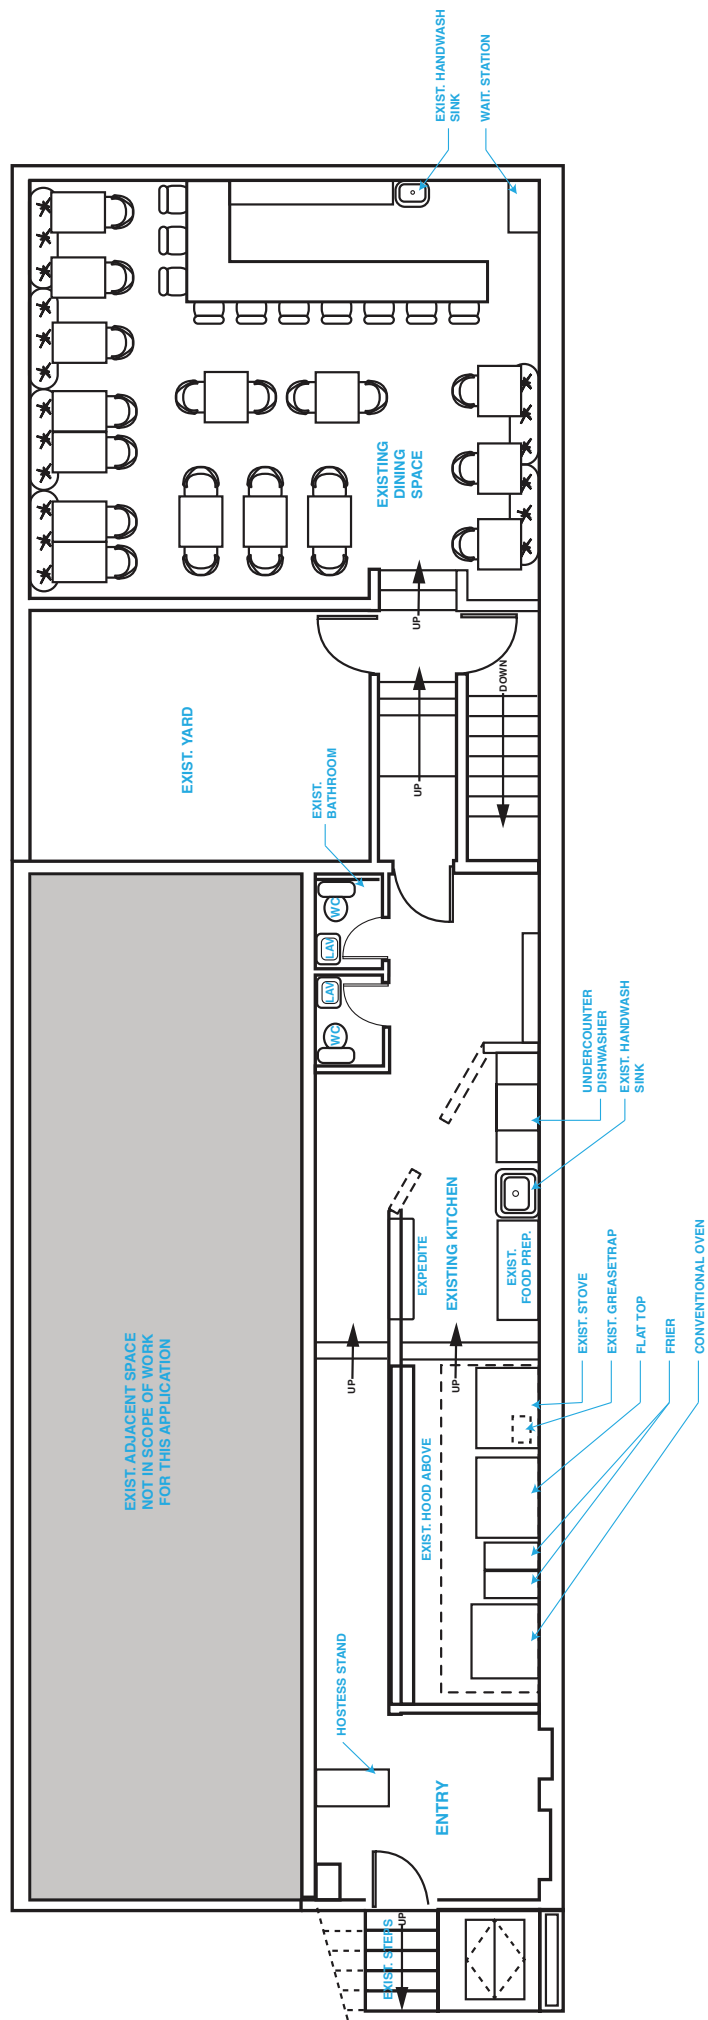 EXIST. HANDWASH
SINK
WAIT. STATION
EXISTING
DINING
SPACE
UP
DOWN
UP
EXIST. YARD
EXIST.
BATHROOM
WC
LAV
LAV
WC
UNDERCOUNTER
DISHWASHER
EXIST. HANDWASH
SINK
EXPEDITE
EXISTING KITCHEN
EXIST.
FOOD PREP.
EXIST. STOVE
EXIST. GREASETRAP
FLAT TOP
FRIER
CONVENTIONAL OVEN
UP
UP
EXIST. ADJACENT SPACE
NOT IN SCOPE OF WORK
FOR THIS APPLICATION
EXIST. HOOD ABOVE
HOSTESS STAND
ENTRY
EXIST. STEPS
UP